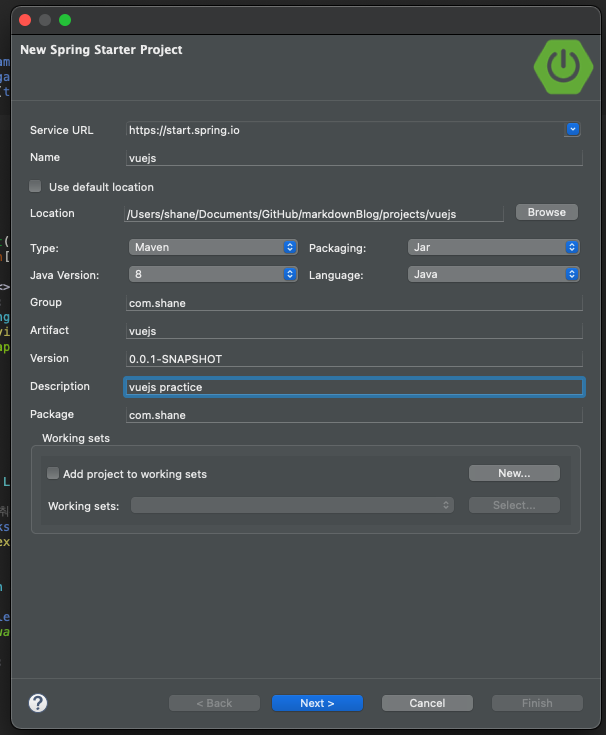 New Spring Starter Project
Service URL https://start.spring.io
Name vuejs
Use default location
Location /Users/shane/Documents/GitHub/markdownBlog/projects/vuejs Browse
Type: Maven Packaging: Jar
Java Version: 8 Language: Java
Group com.shane
Artifact vuejs
Version 0.0.1-SNAPSHOT
Description vuejs practice
Package com.shane
Working sets
Add project to working sets New...
Working sets: Select...
? < Back Next > Cancel Finish